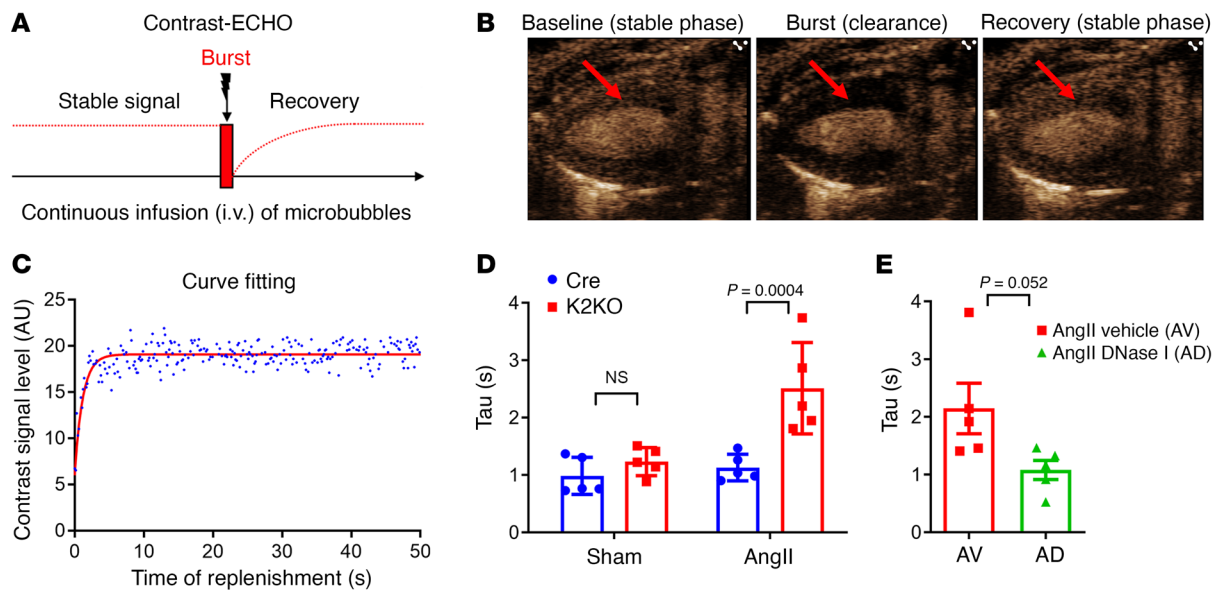 A
Contrast-ECHO
Burst
Stable signal
Recovery
Continuous infusion (i.v.) of microbubbles
B
Baseline (stable phase)
Burst (clearance)
Recovery (stable phase)
C
Curve fitting
Contrast signal level (AU)
25
20
15
10
5
0
0 10 20 30 40 50
Time of replenishment (s)
D
Cre
K2KO
P = 0.0004
NS
Tau (s)
4
3
2
1
0
Sham
AngII
E
P = 0.052
AngII vehicle (AV)
AngII DNase I (AD)
Tau (s)
4
3
2
1
0
AV
AD